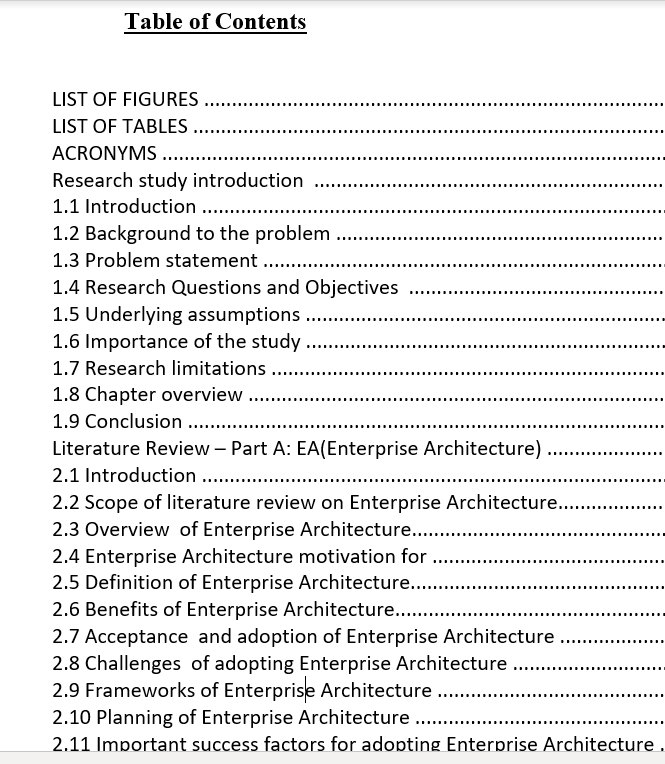 Table of Contents
LIST OF FIGURES ........................................................................................
LIST OF TABLES ..........................................................................................
ACRONYMS ................................................................................................
Research study introduction  ................................................................
1.1 Introduction ........................................................................................
1.2 Background to the problem ............................................................
1.3 Problem statement ..........................................................................
1.4 Research Questions and Objectives  ...............................................
1.5 Underlying assumptions ..................................................................
1.6 Importance of the study ..................................................................
1.7 Research limitations ........................................................................
1.8 Chapter overview ............................................................................
1.9 Conclusion ......................................................................................
Literature Review – Part A: EA(Enterprise Architecture) .....................
2.1 Introduction ........................................................................................
2.2 Scope of literature review on Enterprise Architecture...................
2.3 Overview  of Enterprise Architecture..............................................
2.4 Enterprise Architecture motivation for ..........................................
2.5 Definition of Enterprise Architecture..............................................
2.6 Benefits of Enterprise Architecture.................................................
2.7 Acceptance  and adoption of Enterprise Architecture ...................
2.8 Challenges  of adopting Enterprise Architecture ...........................
2.9 Frameworks of Enterprise Architecture .........................................
2.10 Planning of Enterprise Architecture .............................................
2.11 Important success factors for adopting Enterprise Architecture .